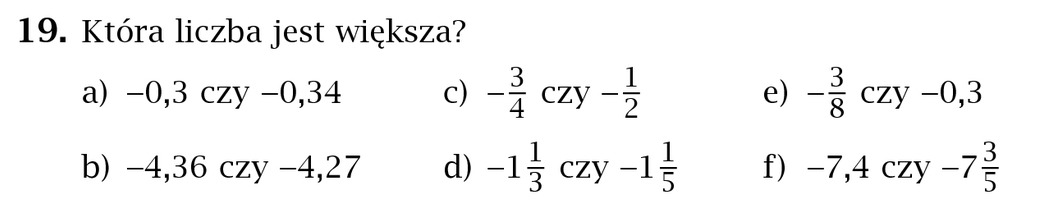 19. Która liczba jest większa?
a) –0,3 czy –0,34 c) –3/4 czy –1/2 e) –3/8 czy –0,3
b) –4,36 czy –4,27 d) –1 1/3 czy –1 1/5 f) –7,4 czy –7 3/5